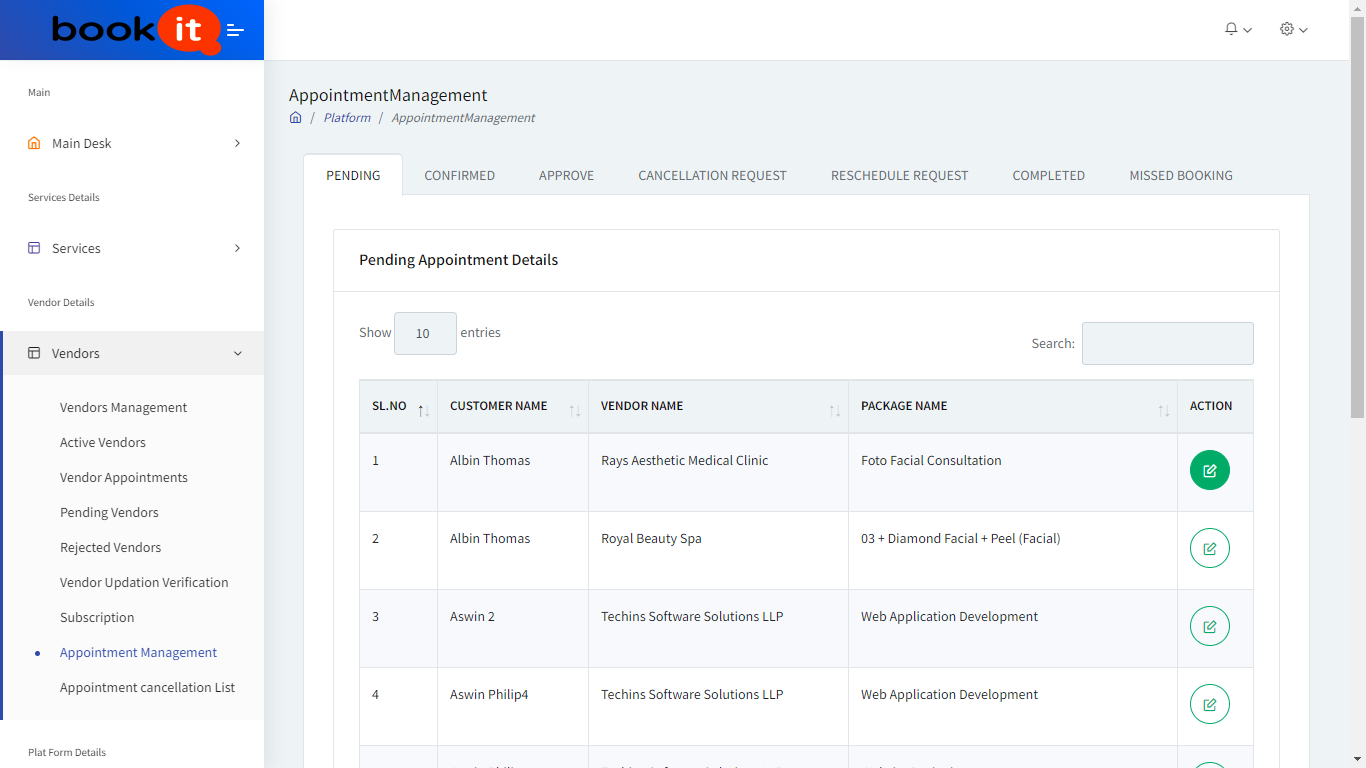 book it
Main
Main Desk
Services Details
Services
Vendor Details
Vendors
Vendors Management
Active Vendors
Vendor Appointments
Pending Vendors
Rejected Vendors
Vendor Updation Verification
Subscription
Appointment Management
Appointment cancellation List
Plat Form Details
AppointmentManagement
/ Platform / AppointmentManagement
PENDING CONFIRMED APPROVE CANCELLATION REQUEST RESCHEDULE REQUEST COMPLETED MISSED BOOKING
Pending Appointment Details
Show 10 entries
Search:
SL.NO CUSTOMER NAME VENDOR NAME PACKAGE NAME ACTION
1 Albin Thomas Rays Aesthetic Medical Clinic Foto Facial Consultation
2 Albin Thomas Royal Beauty Spa 03 + Diamond Facial + Peel (Facial)
3 Aswin 2 Techins Software Solutions LLP Web Application Development
4 Aswin Philip4 Techins Software Solutions LLP Web Application Development